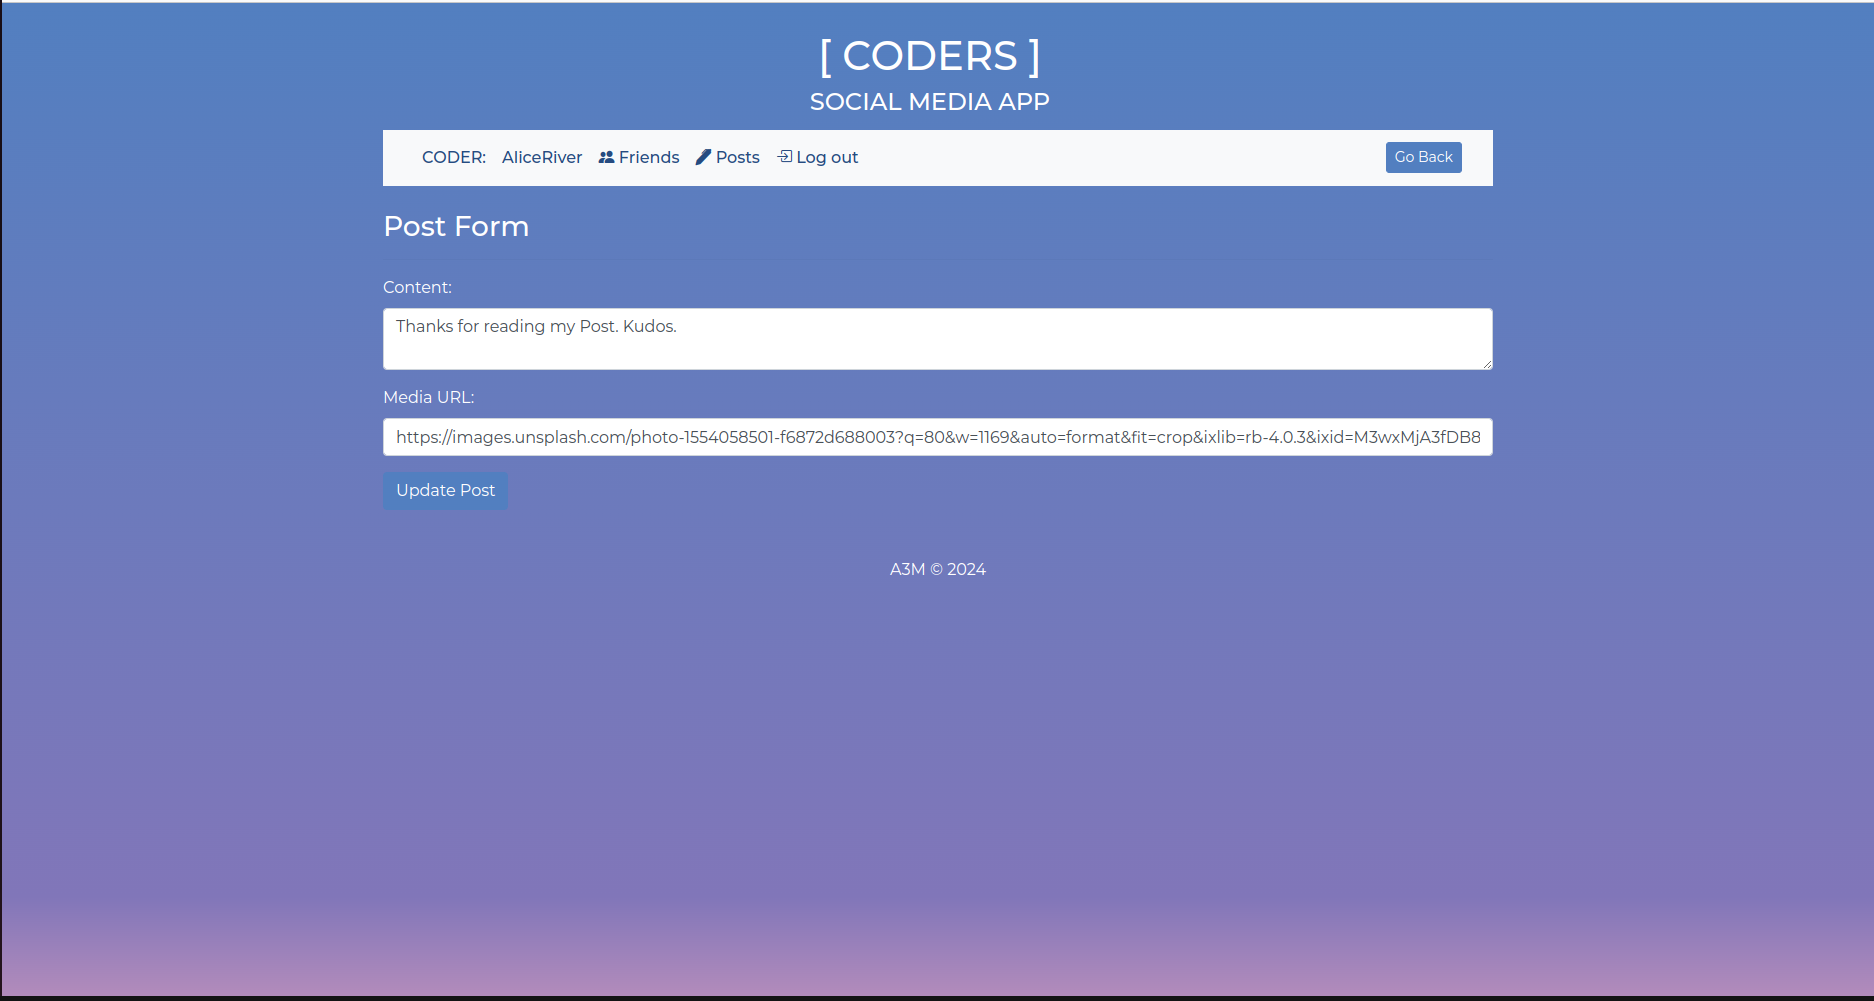 [ CODERS ]
SOCIAL MEDIA APP
CODER: AliceRiver Friends Posts Log out Go Back
Post Form
Content:
Thanks for reading my Post. Kudos.
Media URL:
https://images.unsplash.com/photo-1554058501-f6872d688003?q=80&w=1169&auto=format&fit=crop&ixlib=rb-4.0.3&ixid=M3wxMjA3fDB8
Update Post
A3M © 2024